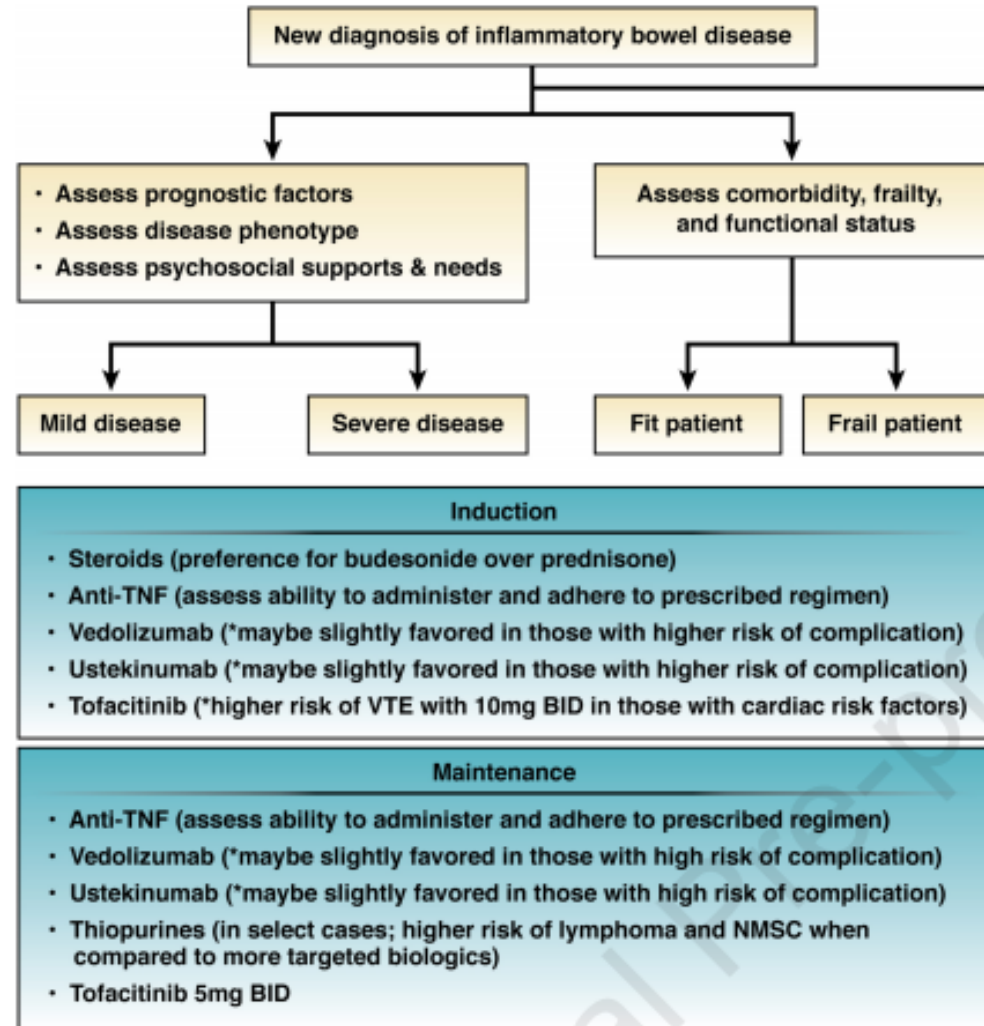 New diagnosis of inflammatory bowel disease
· Assess prognostic factors
· Assess disease phenotype
· Assess psychosocial supports & needs
Assess comorbidity, frailty,
and functional status
Mild disease
Severe disease
Fit patient
Frail patient
Induction
· Steroids (preference for budesonide over prednisone)
· Anti-TNF (assess ability to administer and adhere to prescribed regimen)
· Vedolizumab (*maybe slightly favored in those with higher risk of complication)
· Ustekinumab (*maybe slightly favored in those with higher risk of complication)
· Tofacitinib (*higher risk of VTE with 10mg BID in those with cardiac risk factors)
Maintenance
· Anti-TNF (assess ability to administer and adhere to prescribed regimen)
· Vedolizumab (*maybe slightly favored in those with high risk of complication)
· Ustekinumab (*maybe slightly favored in those with high risk of complication)
· Thiopurines (in select cases; higher risk of lymphoma and NMSC when
compared to more targeted biologics)
· Tofacitinib 5mg BID